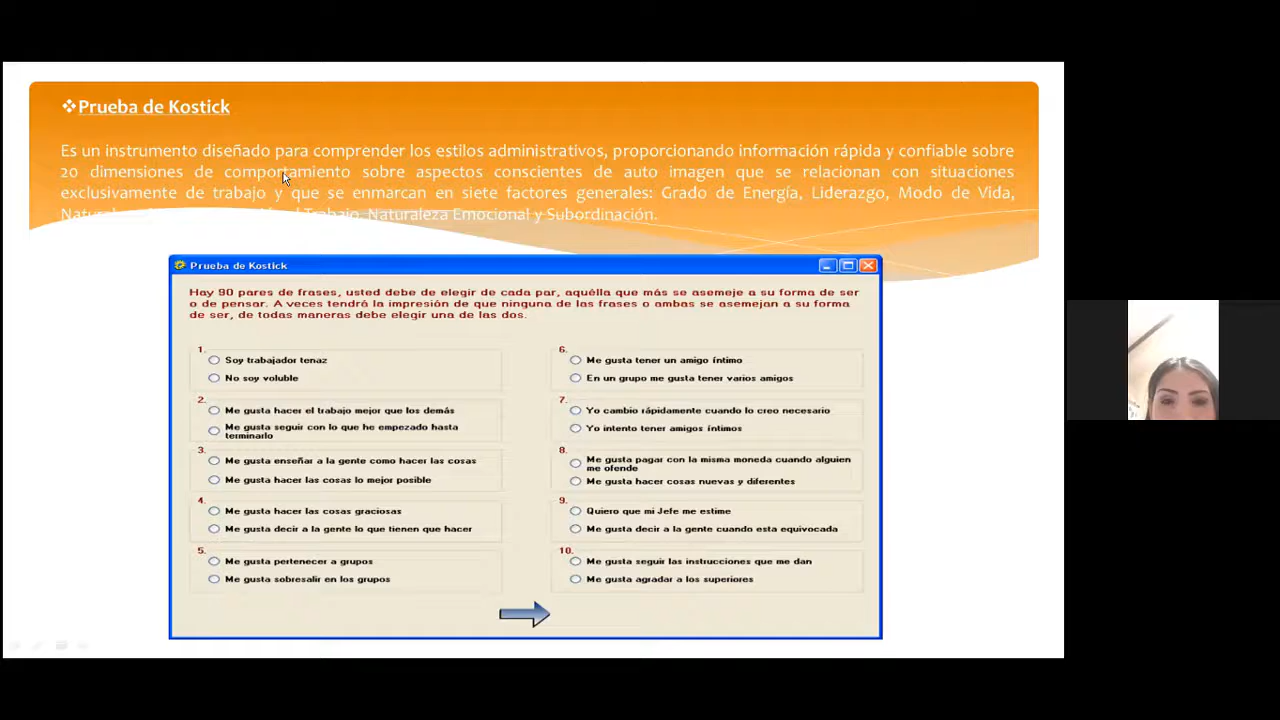 ❖Prueba de Kostick
Es un instrumento diseñado para comprender los estilos administrativos, proporcionando información rápida y confiable sobre
20 dimensiones de comportamiento sobre aspectos conscientes de auto imagen que se relacionan con situaciones
exclusivamente de trabajo y que se enmarcan en siete factores generales: Grado de Energía, Liderazgo, Modo de Vida,
Trabajo, Naturaleza Emocional y Subordinación.
Prueba de Kostick
Hay 90 pares de frases, usted debe de elegir de cada par, aquélla que más se asemeje a su forma de ser
o de pensar. A veces tendrá la impresión de que ninguna de las frases o ambas se asemejan a su forma
de ser, de todas maneras debe elegir una de las dos.
1.
Soy trabajador tenaz
No soy voluble
2.
Me gusta hacer el trabajo mejor que los demás
Me gusta seguir con lo que he empezado hasta
terminarlo
3.
Me gusta enseñar a la gente como hacer las cosas
Me gusta hacer las cosas lo mejor posible
4.
Me gusta hacer las cosas graciosas
Me gusta decir a la gente lo que tienen que hacer
5.
Me gusta pertenecer a grupos
Me gusta sobresalir en los grupos
6.
Me gusta tener un amigo íntimo
En un grupo me gusta tener varios amigos
7.
Yo cambio rápidamente cuando lo creo necesario
Yo intento tener amigos íntimos
8.
Me gusta pagar con la misma moneda cuando alguien
me ofende
Me gusta hacer cosas nuevas y diferentes
9.
Quiero que mi Jefe me estime
Me gusta decir a la gente cuando esta equivocada
10.
Me gusta seguir las instrucciones que me dan
Me gusta agradar a los superiores